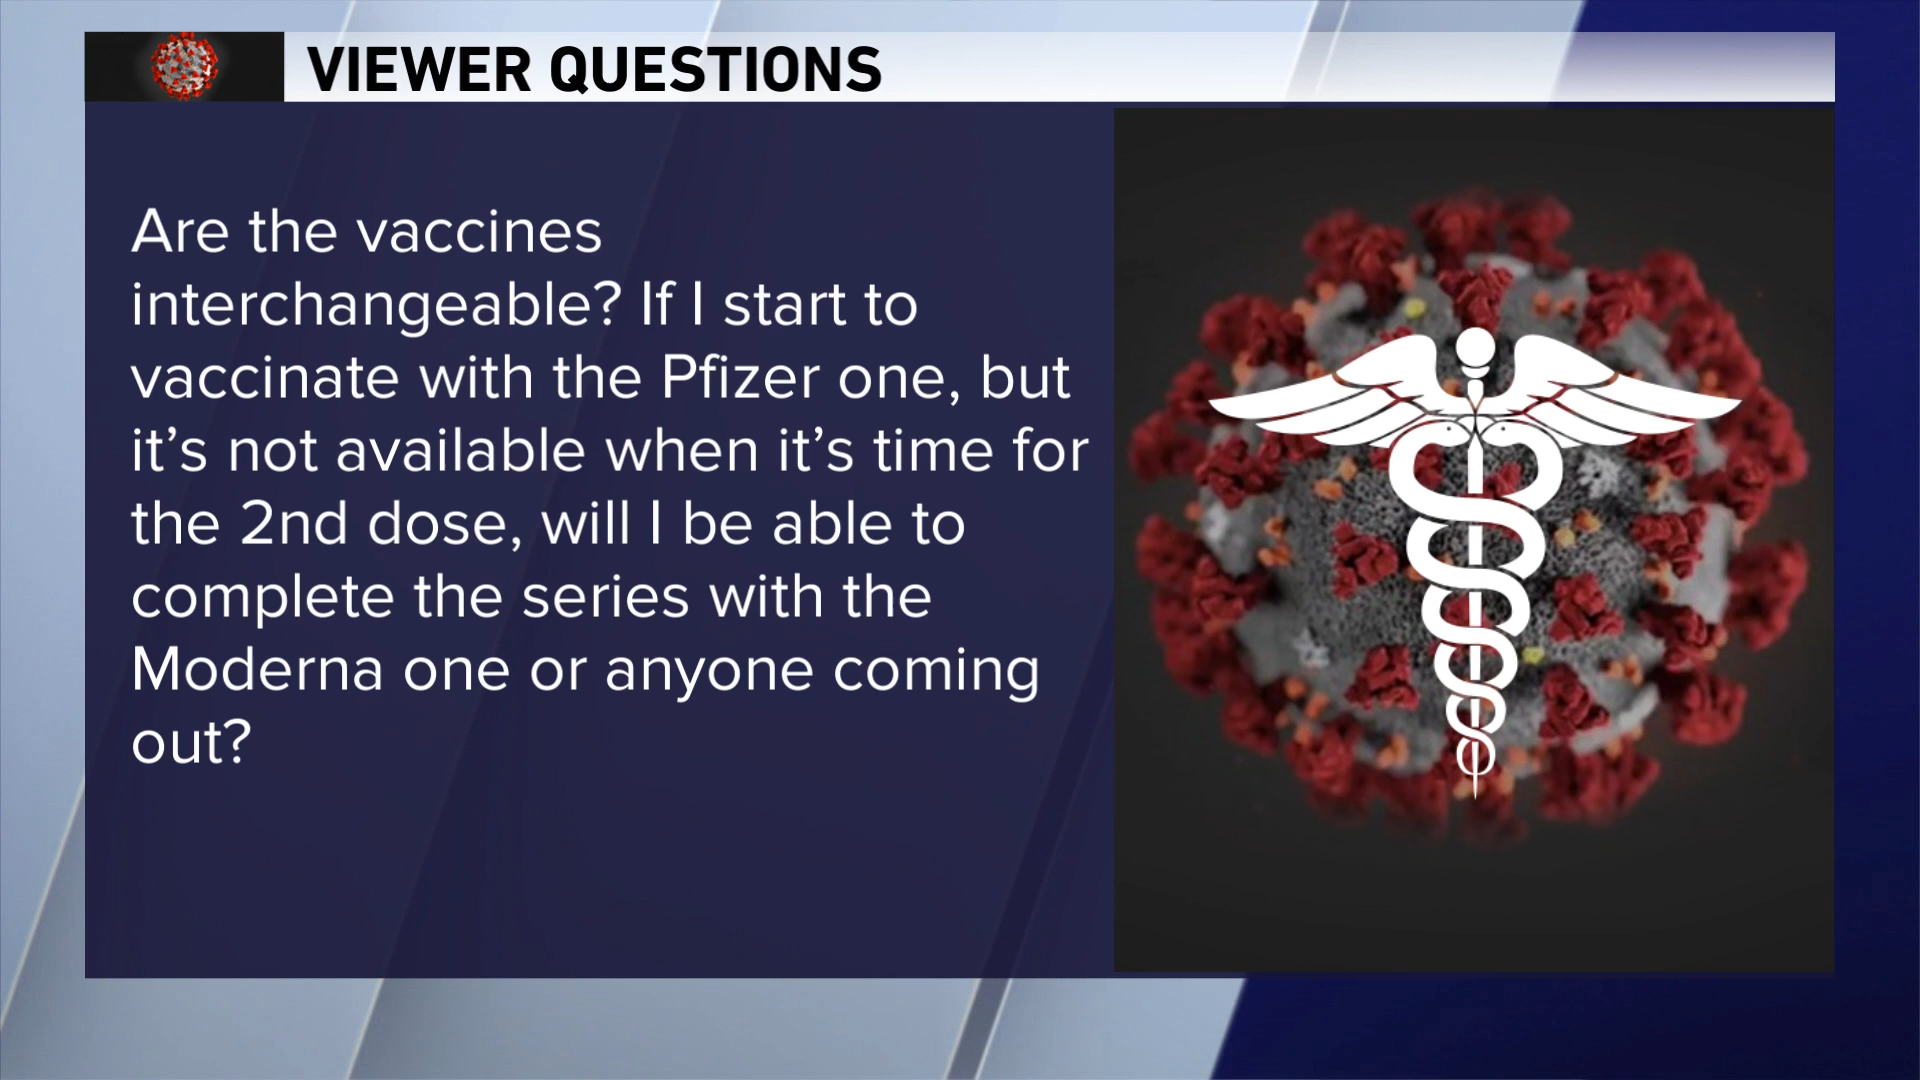 VIEWER QUESTIONS
Are the vaccines
interchangeable? If I start to
vaccinate with the Pfizer one, but
it’s not available when it’s time for
the 2nd dose, will I be able to
complete the series with the
Moderna one or anyone coming
out?